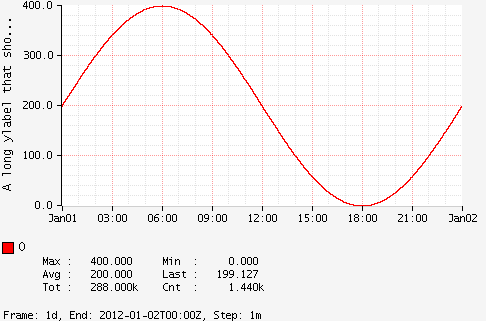 A long ylabel that sho...
400.0
300.0
200.0
100.0
0.0
Jan01 03:00 06:00 09:00 12:00 15:00 18:00 21:00 Jan02
0
Max : 400.000 Min : 0.000
Avg : 200.000 Last : 199.127
Tot : 288.000k Cnt : 1.440k
Frame: 1d, End: 2012-01-02T00:00Z, Step: 1m